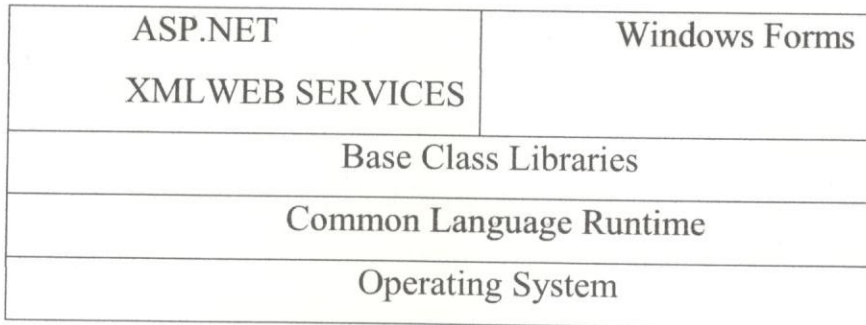 ASP.NET
Windows Forms
XMLWEB SERVICES
Base Class Libraries
Common Language Runtime
Operating System